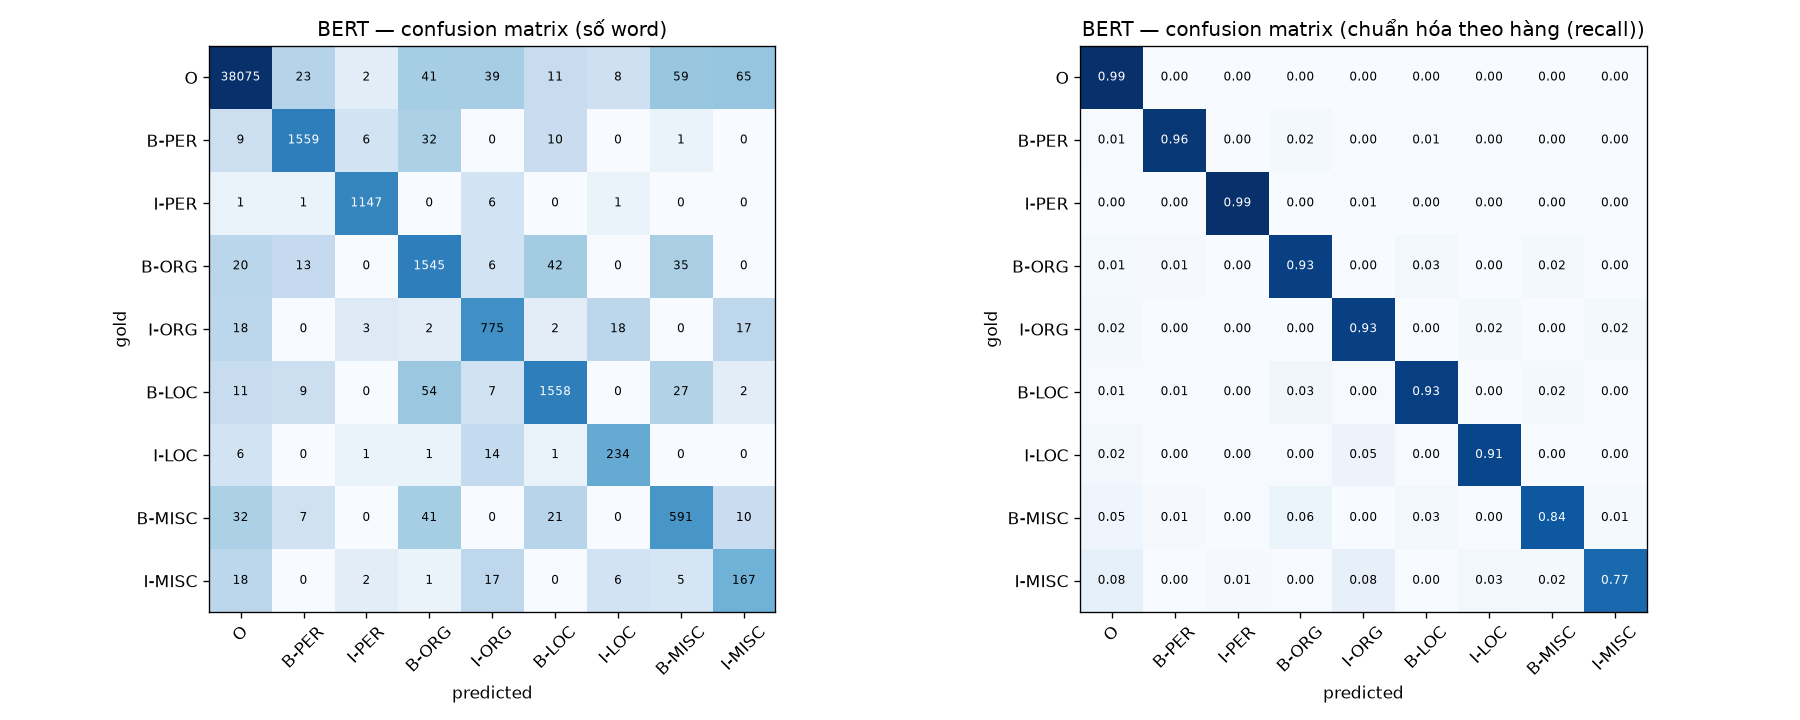 BERT — confusion matrix (số word)
O 38075 23 2 41 39 11 8 59 65
B-PER 9 1559 6 32 0 10 0 1 0
I-PER 1 1 1147 0 6 0 1 0 0
B-ORG 20 13 0 1545 6 42 0 35 0
I-ORG 18 0 3 2 775 2 18 0 17
B-LOC 11 9 0 54 7 1558 0 27 2
I-LOC 6 0 1 1 14 1 234 0 0
B-MISC 32 7 0 41 0 21 0 591 10
I-MISC 18 0 2 1 17 0 6 5 167
gold
O B-PER I-PER B-ORG I-ORG B-LOC I-LOC B-MISC I-MISC
predicted
BERT — confusion matrix (chuẩn hóa theo hàng (recall))
O 0.99 0.00 0.00 0.00 0.00 0.00 0.00 0.00 0.00
B-PER 0.01 0.96 0.00 0.02 0.00 0.01 0.00 0.00 0.00
I-PER 0.00 0.00 0.99 0.00 0.01 0.00 0.00 0.00 0.00
B-ORG 0.01 0.01 0.00 0.93 0.00 0.03 0.00 0.02 0.00
I-ORG 0.02 0.00 0.00 0.00 0.93 0.00 0.02 0.00 0.02
B-LOC 0.01 0.01 0.00 0.03 0.00 0.93 0.00 0.02 0.00
I-LOC 0.02 0.00 0.00 0.00 0.05 0.00 0.91 0.00 0.00
B-MISC 0.05 0.01 0.00 0.06 0.00 0.03 0.00 0.84 0.01
I-MISC 0.08 0.00 0.01 0.00 0.08 0.00 0.03 0.02 0.77
gold
O B-PER I-PER B-ORG I-ORG B-LOC I-LOC B-MISC I-MISC
predicted